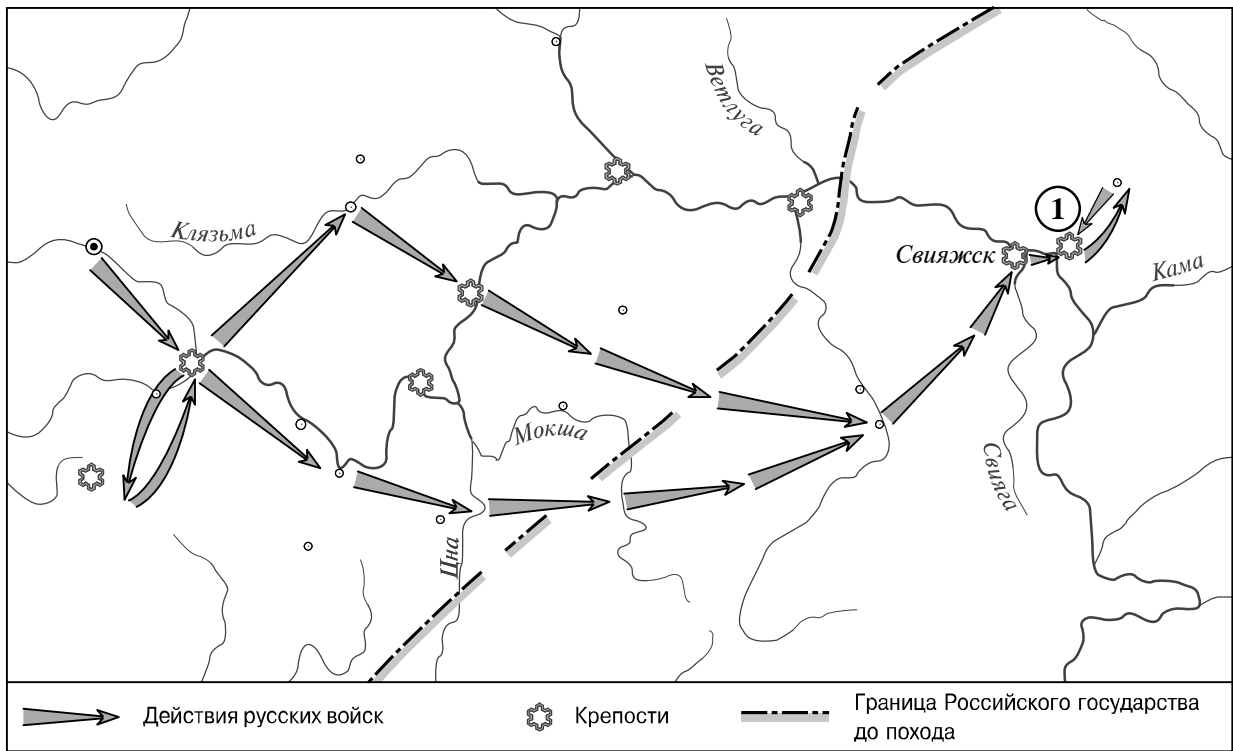 Ветлуга
Клязьма
1
Свияжск
Кама
Мокша
Свияга
Цна
Действия русских войск
Крепости
Граница Российского государства
до похода